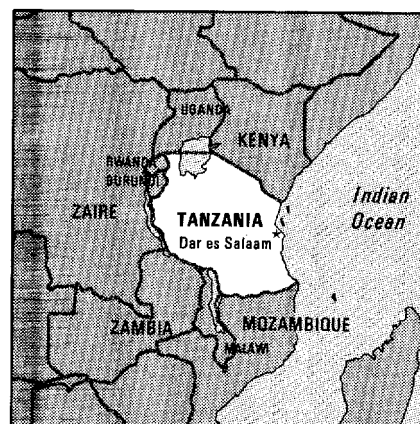 UGANDA
KENYA
RWANDA
BURUNDI
ZAIRE
TANZANIA
Dar es Salaam
Indian
Ocean
ZAMBIA
MOZAMBIQUE
MALAWI